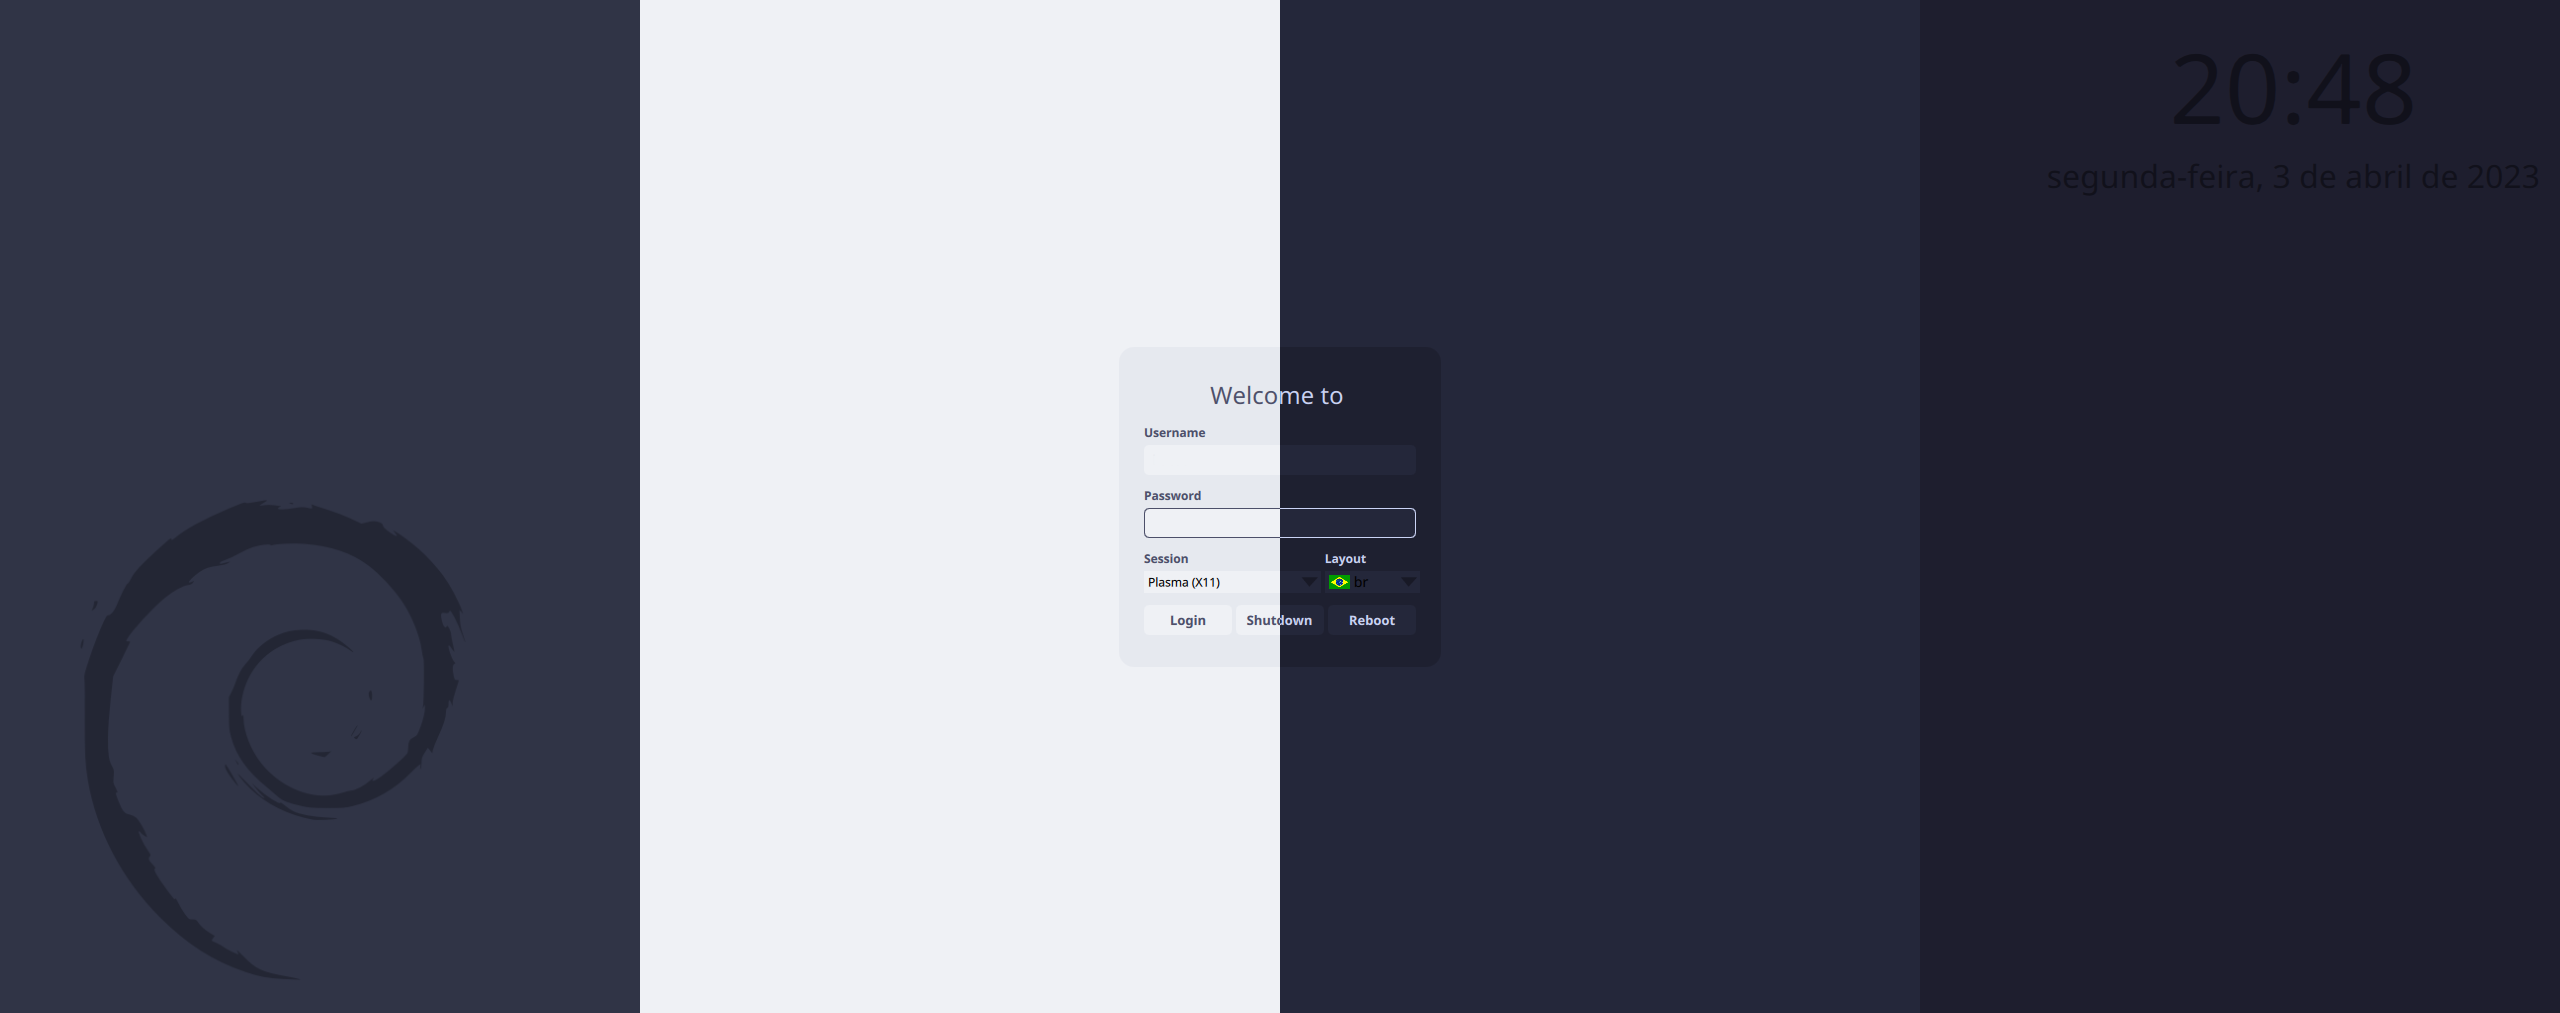 20:48
segunda-feira, 3 de abril de 2023
Welcome to
Username
Password
Session Layout
Plasma (X11) br
Login Shutdown Reboot